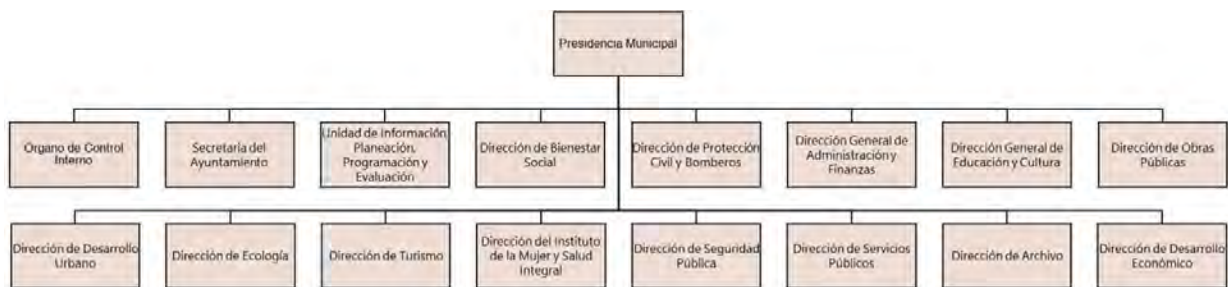 Presidencia Municipal
Órgano de Control
Interno
Secretaría del
Ayuntamiento
Unidad de Información,
Planeación,
Programación y
Evaluación
Dirección de Bienestar
Social
Dirección de Protección
Civil y Bomberos
Dirección General de
Administración y
Finanzas
Dirección General de
Educación y Cultura
Dirección de Obras
Públicas
Dirección de Desarrollo
Urbano
Dirección de Ecología
Dirección de Turismo
Dirección del Instituto
de la Mujer y Salud
Integral
Dirección de Seguridad
Pública
Dirección de Servicios
Públicos
Dirección de Archivo
Dirección de Desarrollo
Económico